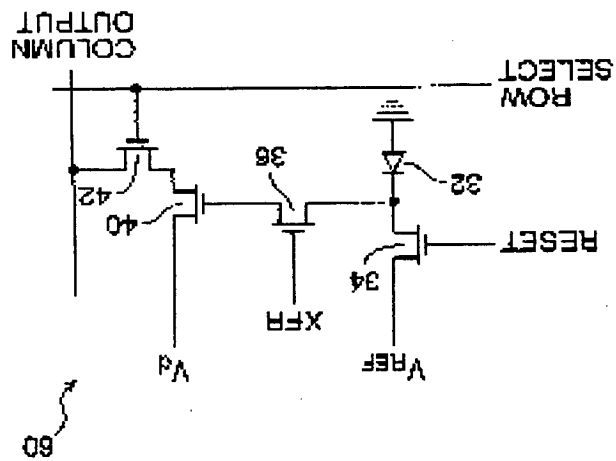 60
VREF
Vd
XFR
34
RESET
40
42
32
36
ROW
SELECT
COLUMN
OUTPUT